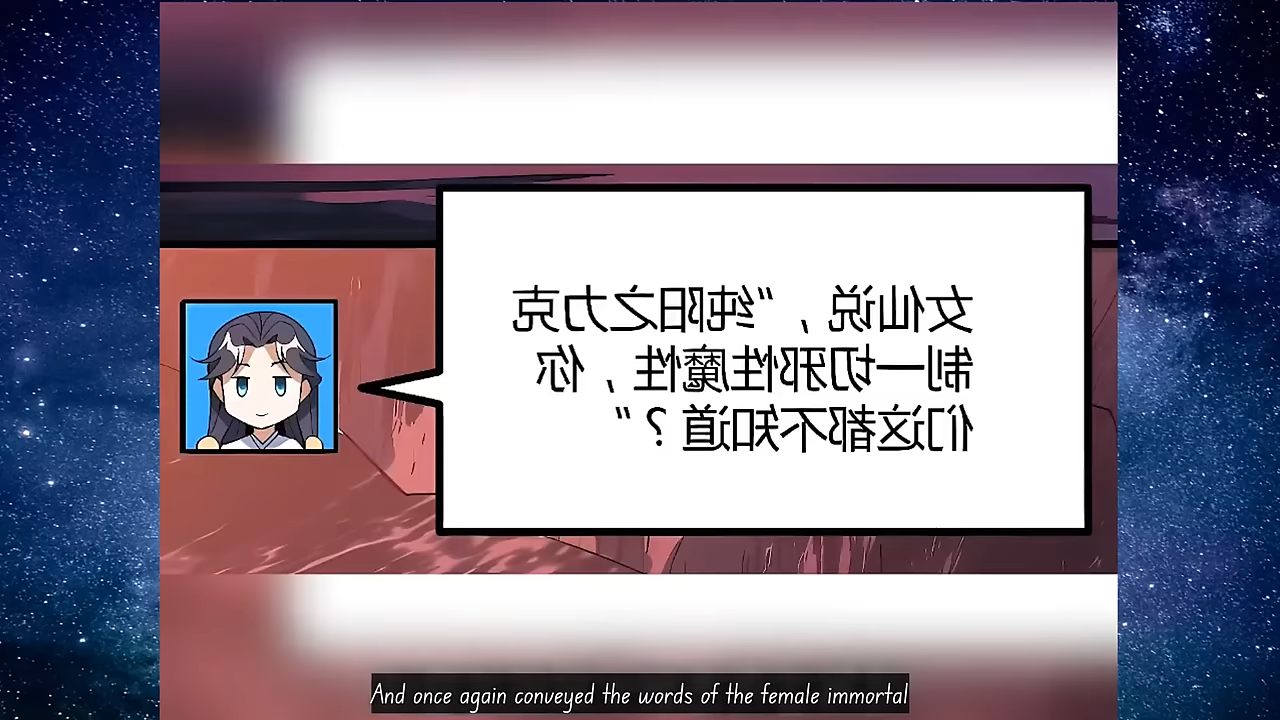 女仙说，“纯阳之力克
制一切邪性魔性，你
们这都不知道？”
And once again conveyed the words of the female immortal